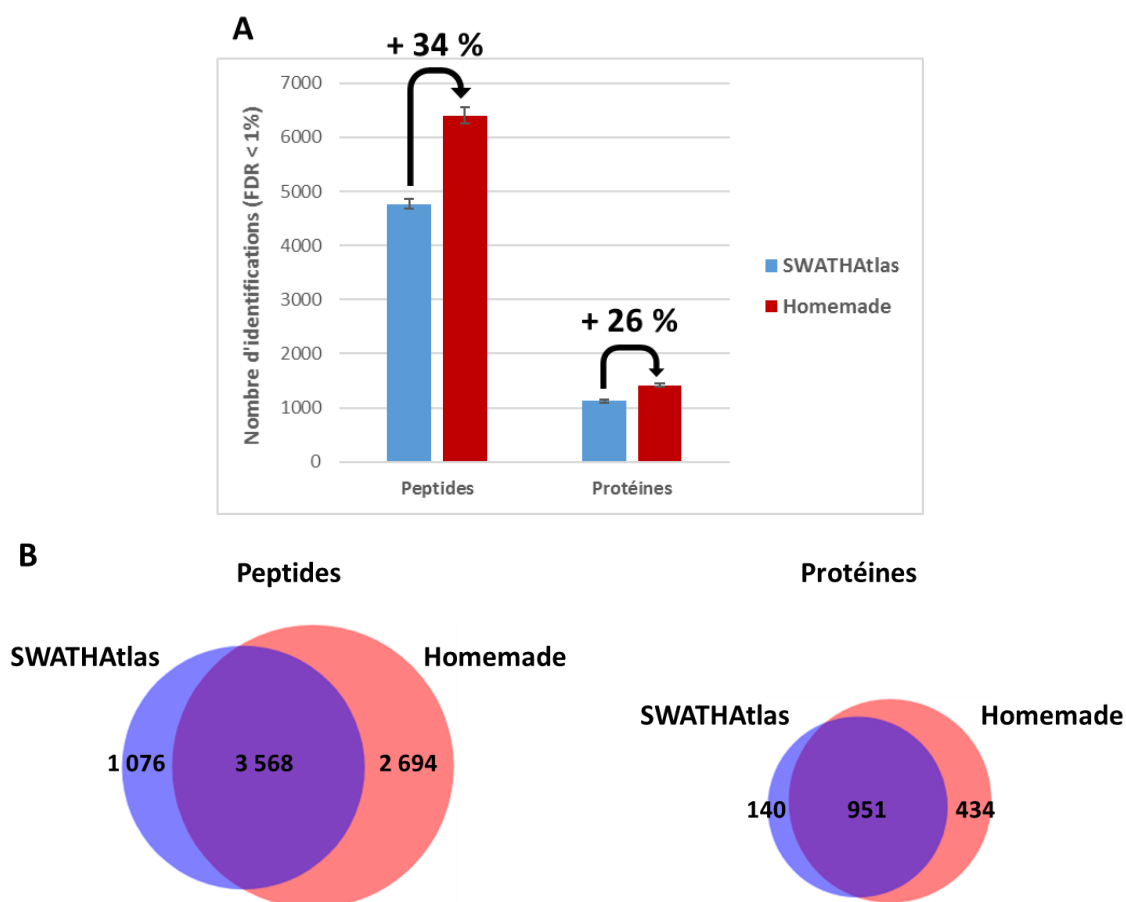 A
+ 34 %
7000
6000
5000
4000
3000
2000
1000
0
Nombre d'identifications (FDR < 1%)
+ 26 %
SWATHAtlas
Homemade
Peptides
Protéines
B
Peptides
Protéines
SWATHAtlas
Homemade
1 076
3 568
2 694
SWATHAtlas
Homemade
140
951
434